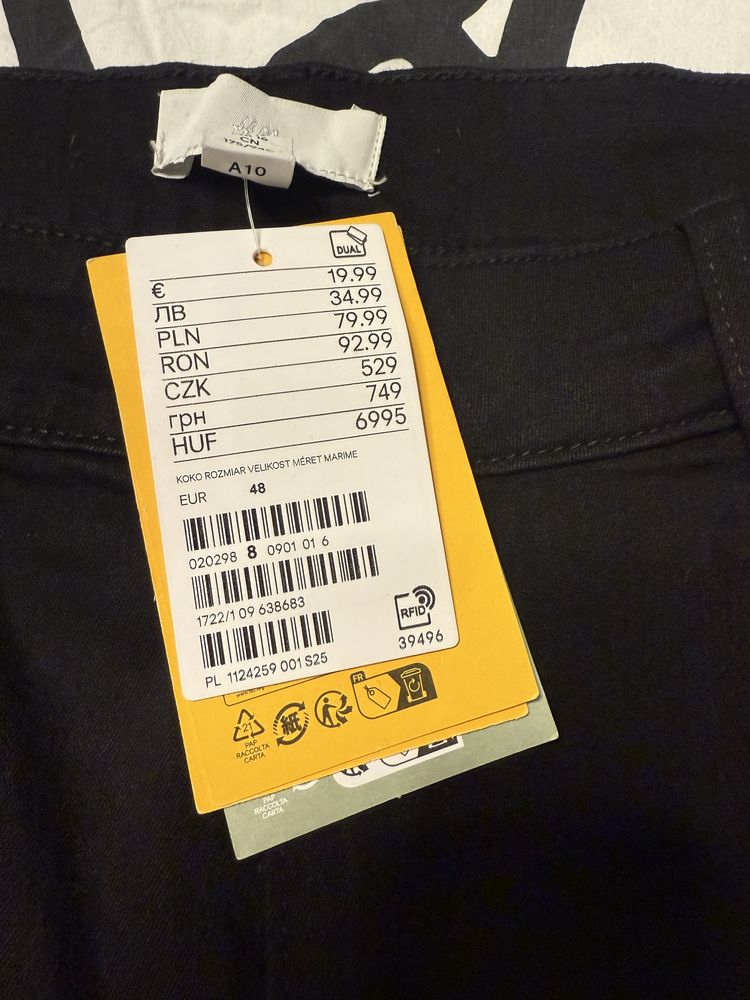 CN
A10
DUAL
€ 19.99
ЛВ 34.99
PLN 79.99
RON 92.99
CZK 529
грн 749
HUF 6995
KOKO ROZMIAR VELIKOST MÉRET MARIME
EUR 48
020298 8 0901 01 6
1722/1 09 638683
RFID
39496
PL 1124259 001 S25
FR
21
PAP
RACCOLTA
CARTA
紙
PAP
RACCOLTA
CARTA